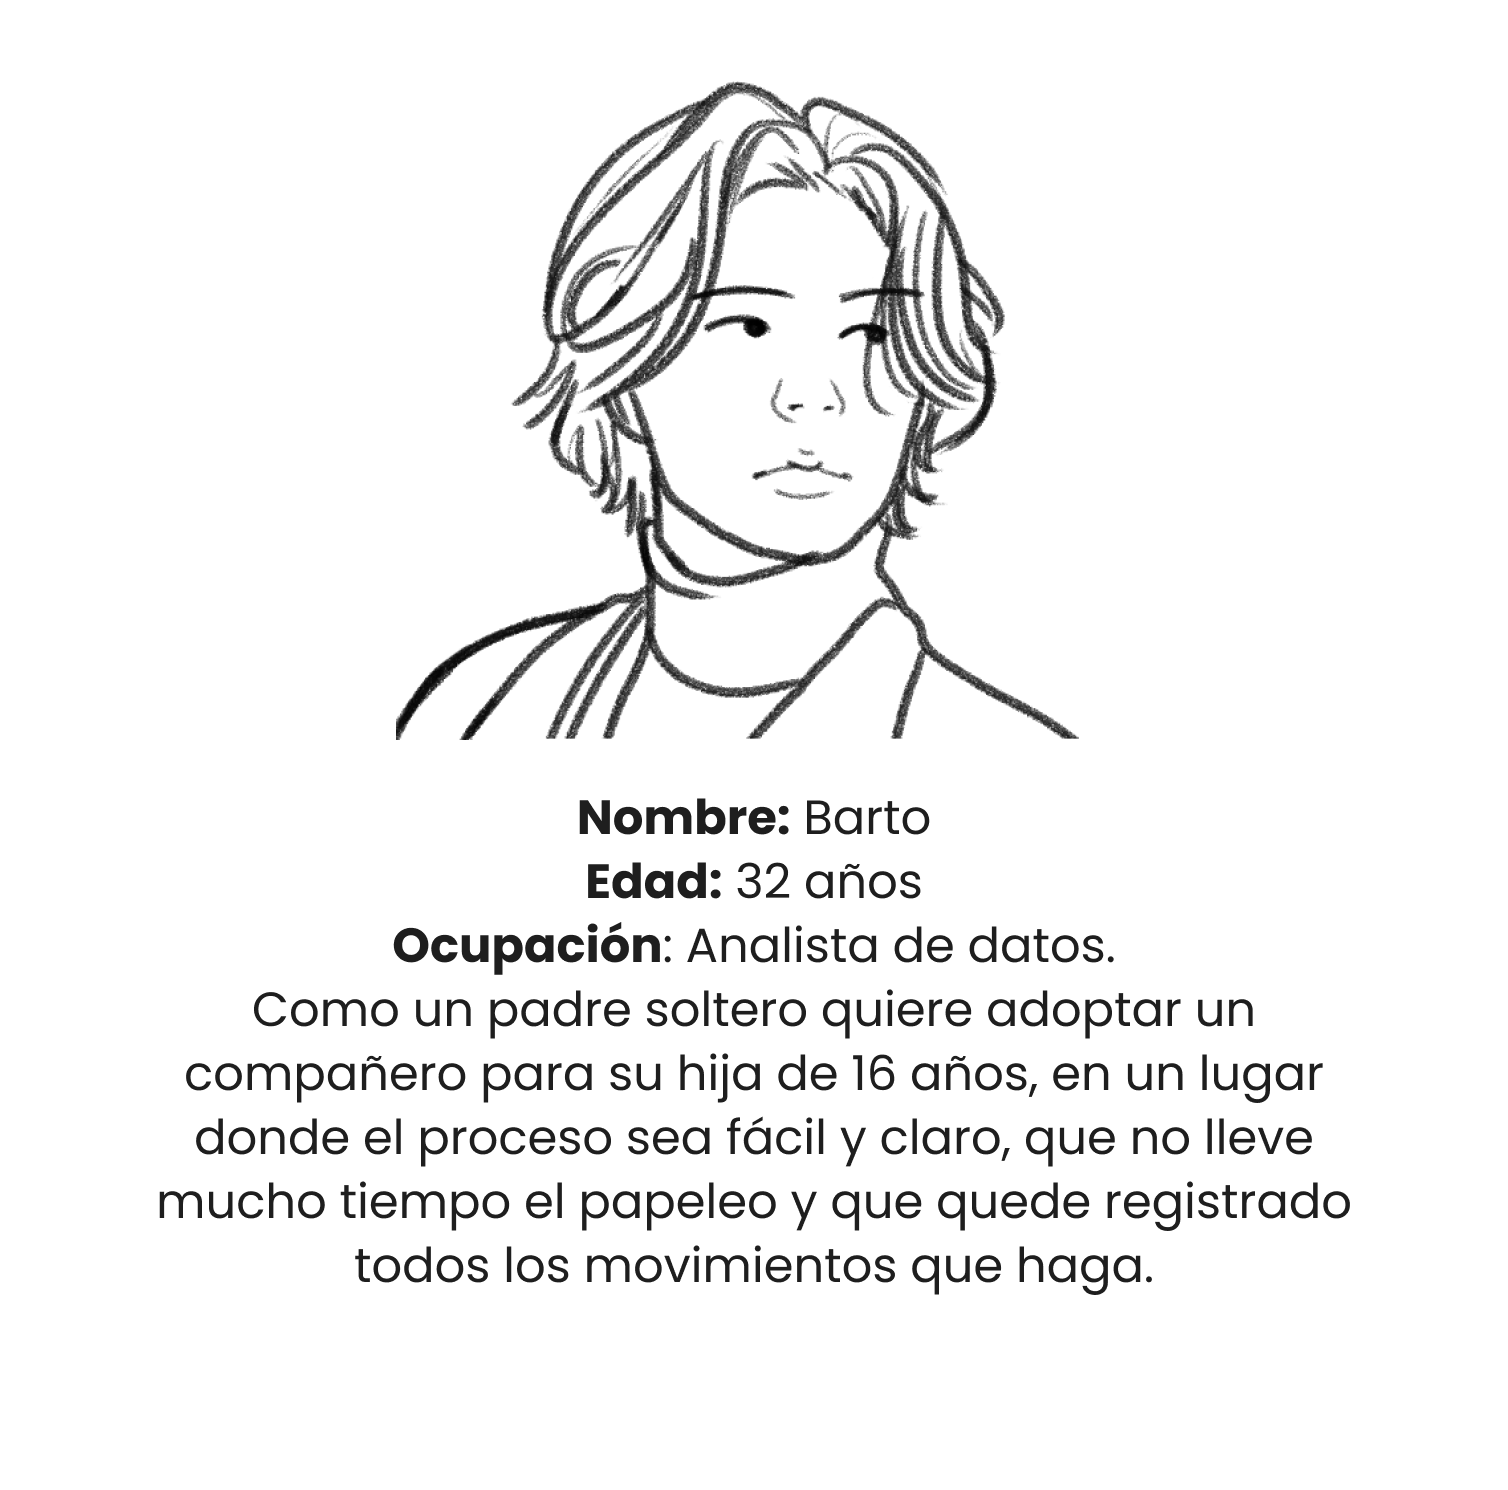 Nombre: Barto
Edad: 32 años
Ocupación: Analista de datos.
Como un padre soltero quiere adoptar un
compañero para su hija de 16 años, en un lugar
donde el proceso sea fácil y claro, que no lleve
mucho tiempo el papeleo y que quede registrado
todos los movimientos que haga.